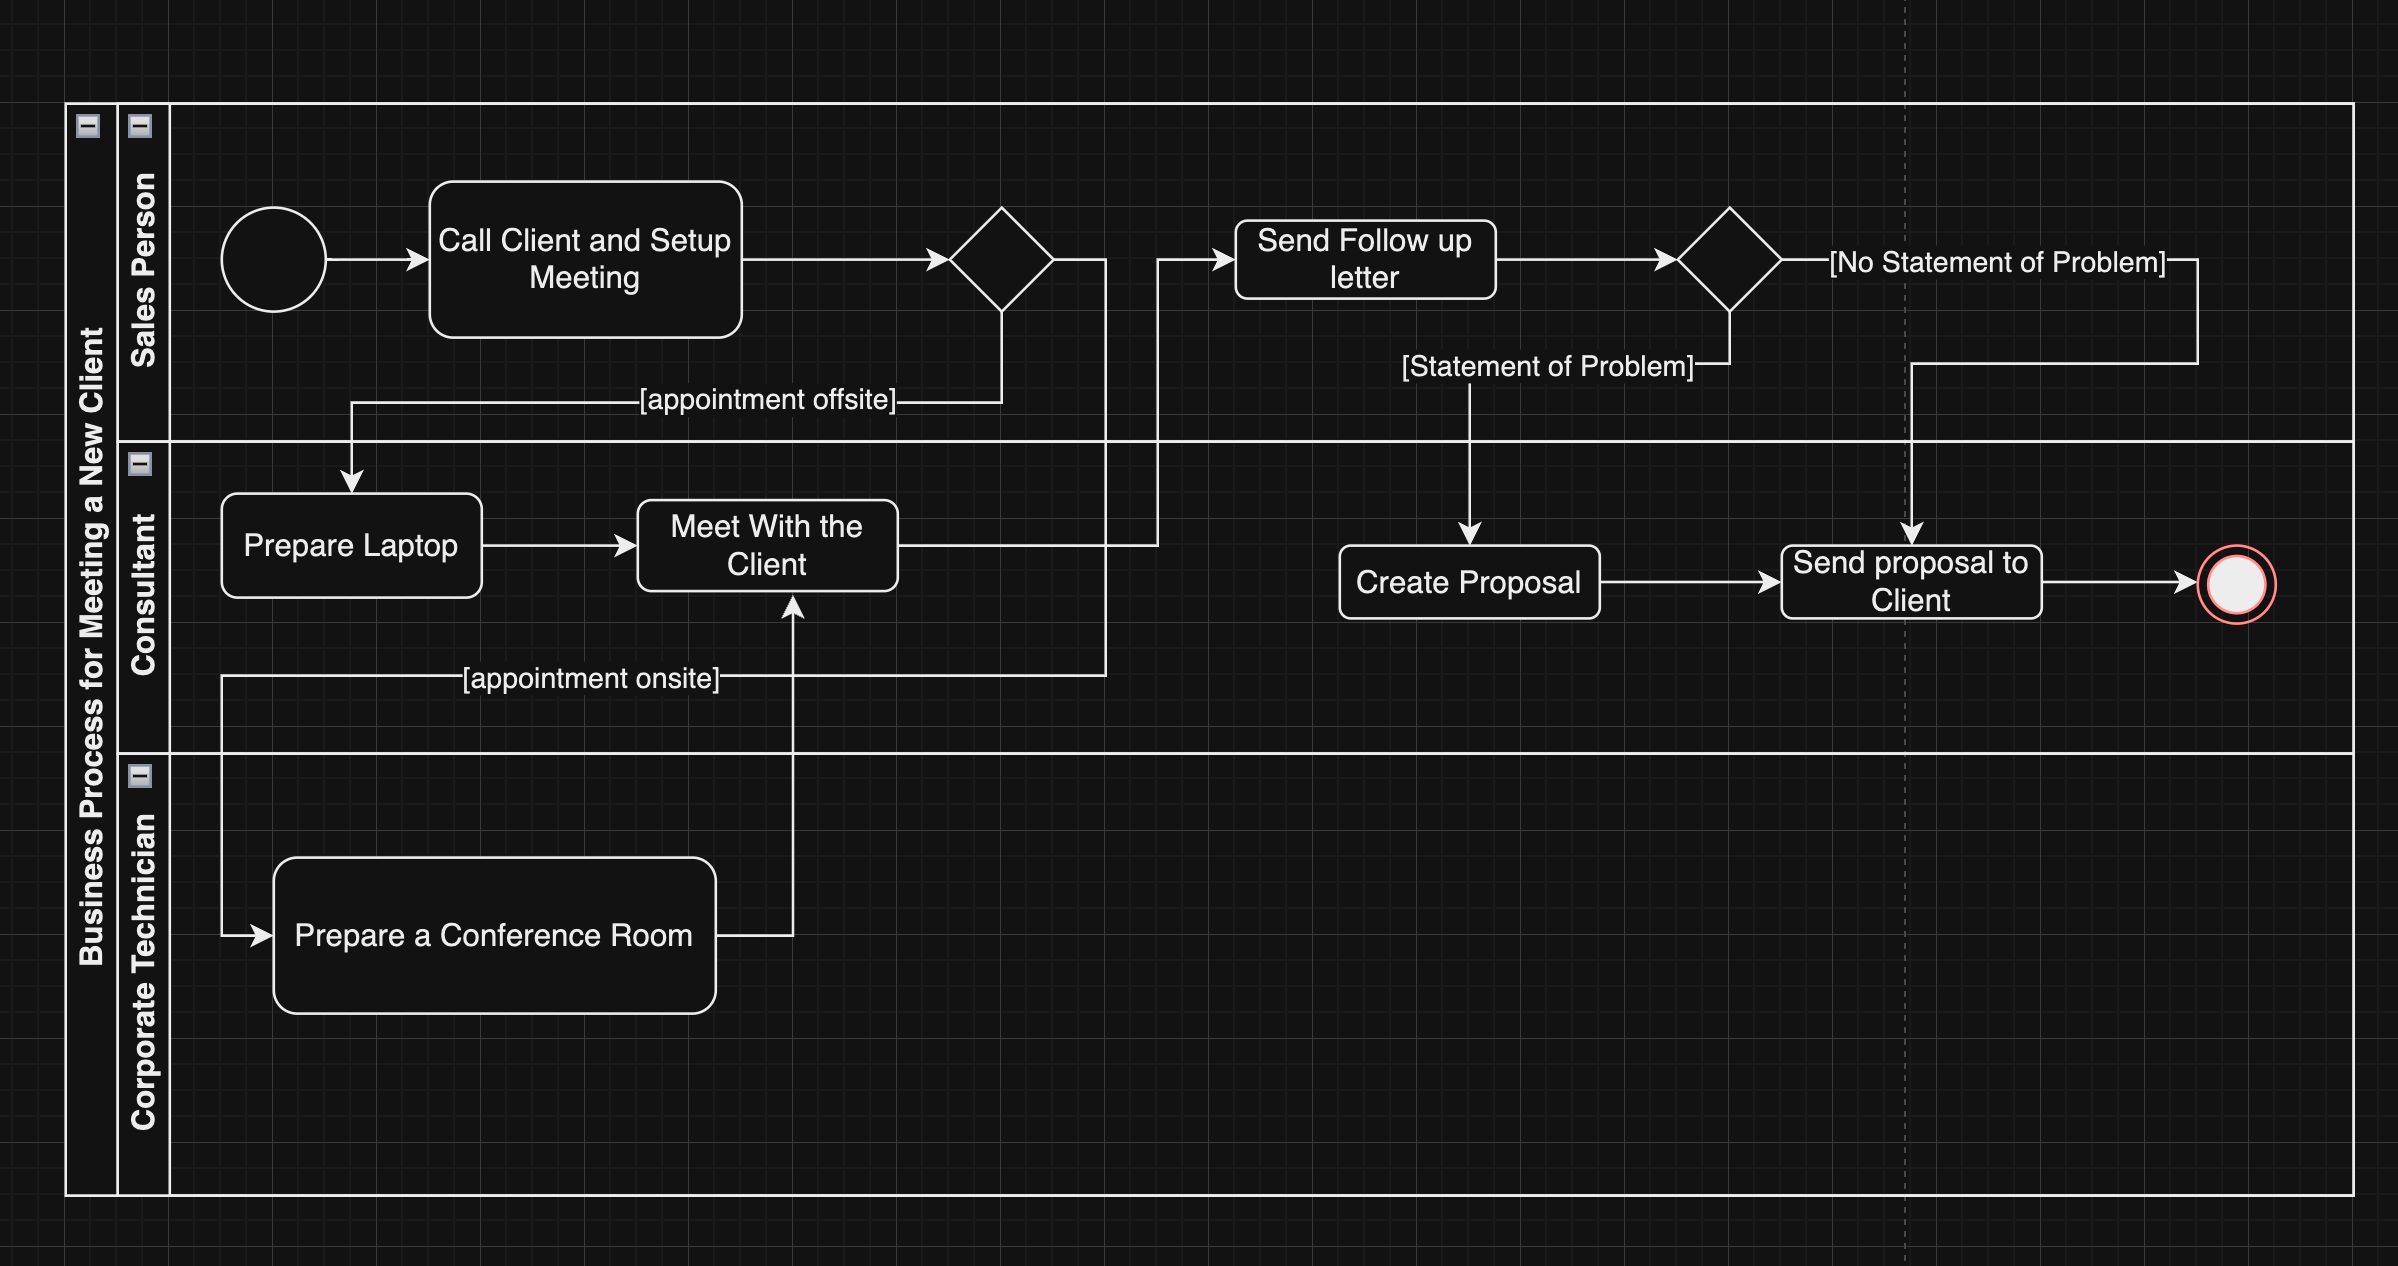 Business Process for Meeting a New Client
Sales Person
Call Client and Setup
Meeting
Send Follow up
letter
[No Statement of Problem]
[Statement of Problem]
[appointment offsite]
Consultant
Prepare Laptop
Meet With the
Client
Create Proposal
Send proposal to
Client
[appointment onsite]
Corporate Technician
Prepare a Conference Room